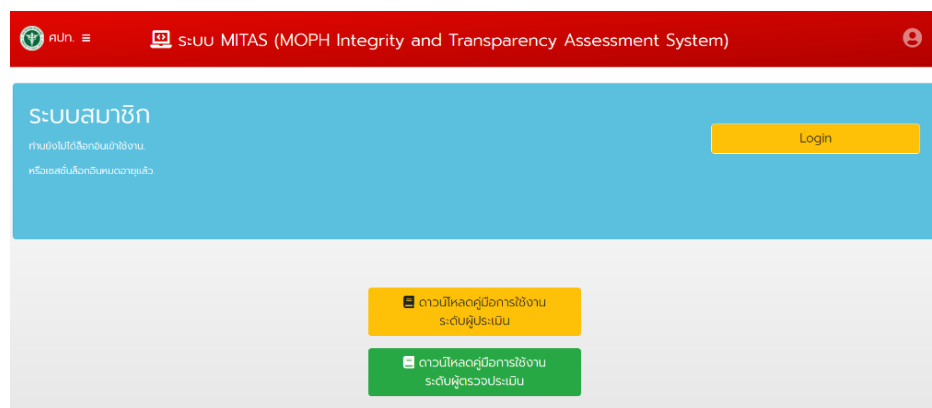 ศปท. ≡
ระบบ MITAS (MOPH Integrity and Transparency Assessment System)
ระบบสมาชิก
ท่านยังไม่ได้ล็อกอินเข้าใช้งาน.
หรือเซสชั่นล็อกอินหมดอายุแล้ว.
Login
ดาวน์โหลดคู่มือการใช้งาน
ระดับผู้ประเมิน
ดาวน์โหลดคู่มือการใช้งาน
ระดับผู้ตรวจประเมิน